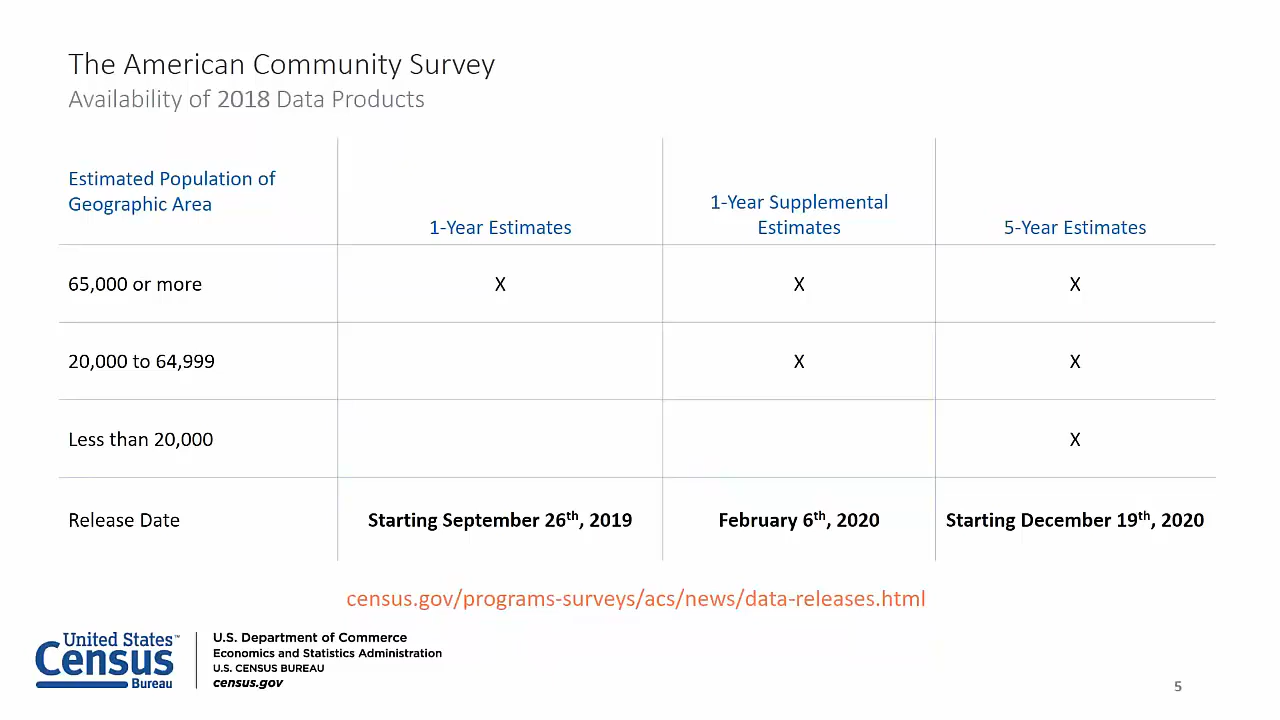 The American Community Survey
Availability of 2018 Data Products
Estimated Population of
Geographic Area
1-Year Estimates
1-Year Supplemental
Estimates
5-Year Estimates
65,000 or more
X
X
X
20,000 to 64,999
X
X
Less than 20,000
X
Release Date
Starting September 26th, 2019
February 6th, 2020
Starting December 19th, 2020
census.gov/programs-surveys/acs/news/data-releases.html
United States™
Census
Bureau
U.S. Department of Commerce
Economics and Statistics Administration
U.S. CENSUS BUREAU
census.gov
5